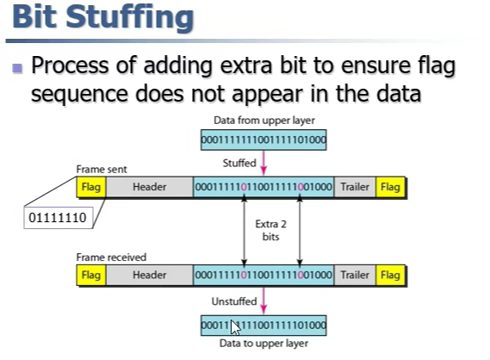 Bit Stuffing
Process of adding extra bit to ensure flag
sequence does not appear in the data
Data from upper layer
0001111111001111101000
Stuffed
Frame sent
Flag Header 000111110110011111001000 Trailer Flag
01111110
Extra 2
bits
Frame received
Flag Header 000111110110011111001000 Trailer Flag
Unstuffed
Data to upper layer